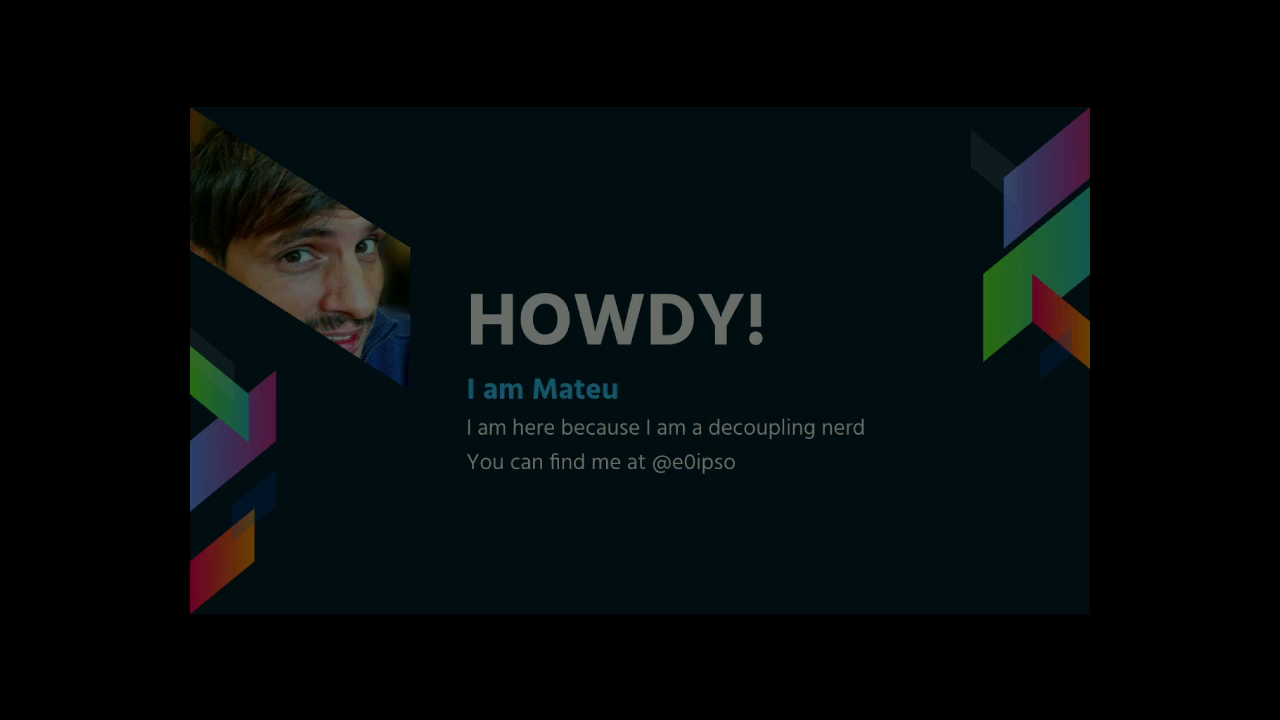 HOWDY!
I am Mateu
I am here because I am a decoupling nerd
You can find me at @e0ipso